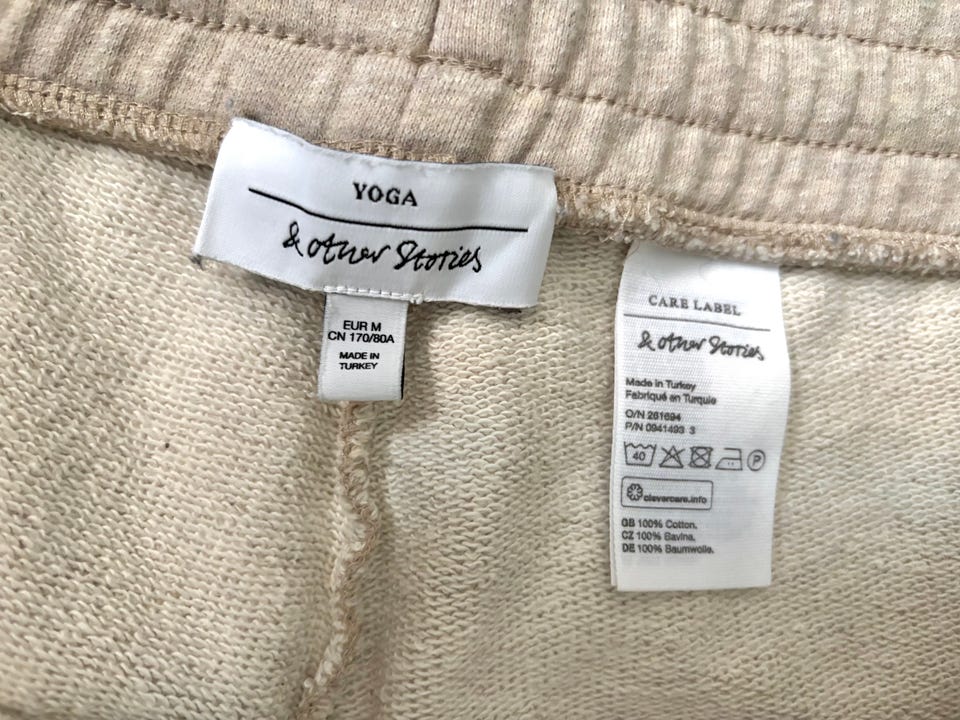 YOGA
& other Stories
EUR M
CN 170/80A
MADE IN
TURKEY
CARE LABEL
& other Stories
Made in Turkey
Fabriqué en Turquie
O/N 261694
P/N 0941493 3
40
P
clevercare.info
GB 100% Cotton.
CZ 100% Bavlna.
DE 100% Baumwolle.